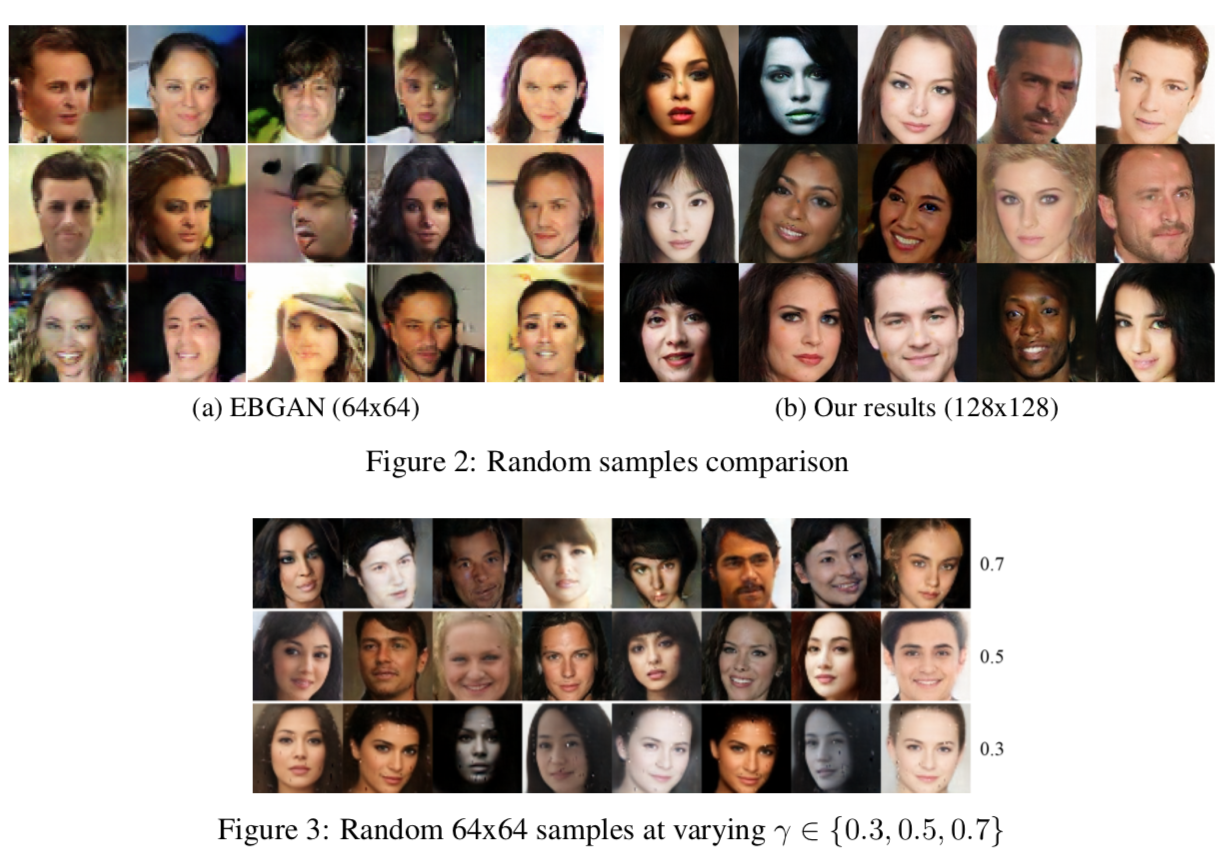 (a) EBGAN (64x64)
(b) Our results (128x128)
Figure 2: Random samples comparison
0.7
0.5
0.3
Figure 3: Random 64x64 samples at varying γ ∈ {0.3, 0.5, 0.7}